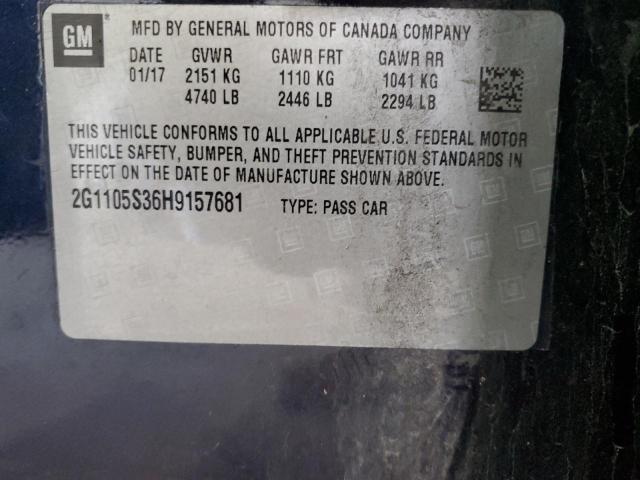 GM
MFD BY GENERAL MOTORS OF CANADA COMPANY
DATE GVWR GAWR FRT GAWR RR
01/17 2151 KG 1110 KG 1041 KG
4740 LB 2446 LB 2294 LB
THIS VEHICLE CONFORMS TO ALL APPLICABLE U.S. FEDERAL MOTOR
VEHICLE SAFETY, BUMPER, AND THEFT PREVENTION STANDARDS IN
EFFECT ON THE DATE OF MANUFACTURE SHOWN ABOVE.
2G1105S36H9157681 TYPE: PASS CAR